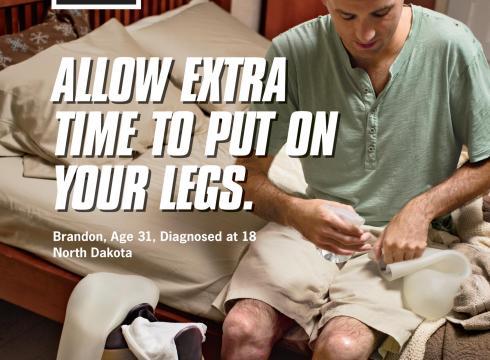 ALLOW EXTRA
TIME TO PUT ON
YOUR LEGS.
Brandon, Age 31, Diagnosed at 18
North Dakota